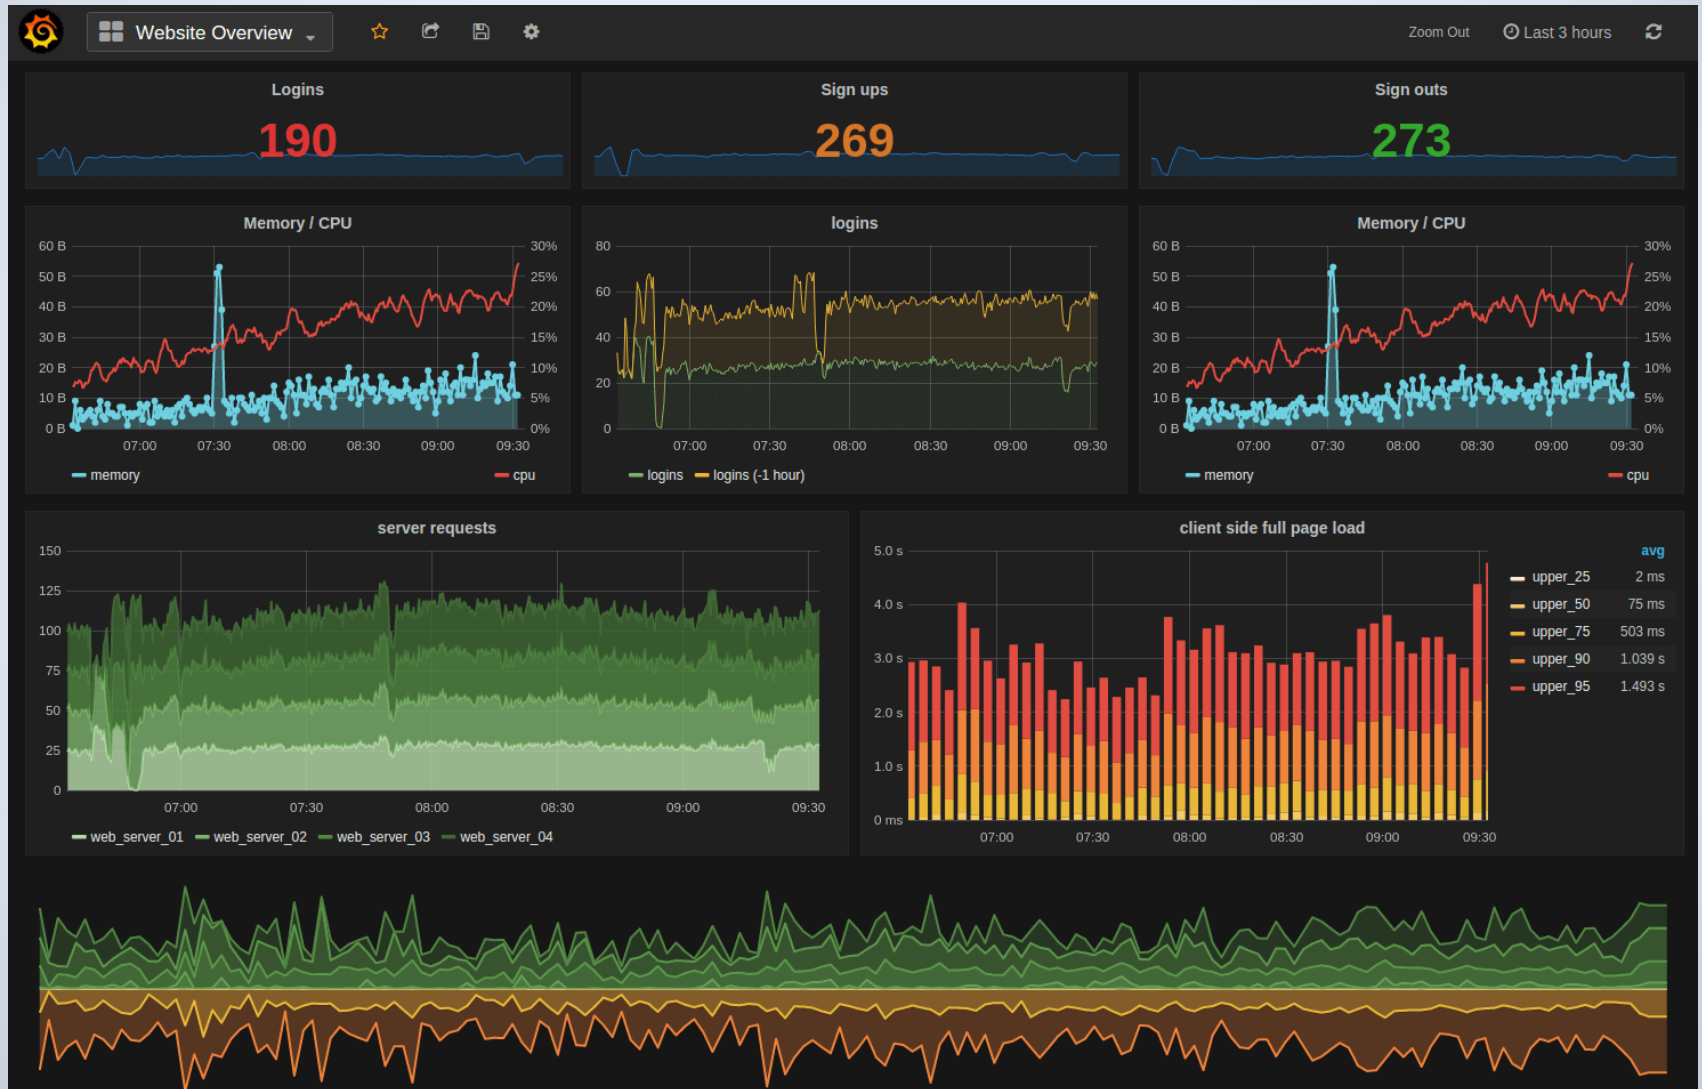 Website Overview
Zoom Out
Last 3 hours
Logins
190
Sign ups
269
Sign outs
273
Memory / CPU
60 B
50 B
40 B
30 B
20 B
10 B
0 B
30%
25%
20%
15%
10%
5%
0%
07:00 07:30 08:00 08:30 09:00 09:30
memory cpu
logins
80
60
40
20
0
07:00 07:30 08:00 08:30 09:00 09:30
logins logins (-1 hour)
Memory / CPU
60 B
50 B
40 B
30 B
20 B
10 B
0 B
30%
25%
20%
15%
10%
5%
0%
07:00 07:30 08:00 08:30 09:00 09:30
memory cpu
server requests
150
125
100
75
50
25
0
07:00 07:30 08:00 08:30 09:00 09:30
web_server_01 web_server_02 web_server_03 web_server_04
client side full page load
5.0 s
4.0 s
3.0 s
2.0 s
1.0 s
0 ms
07:00 07:30 08:00 08:30 09:00 09:30
avg
upper_25 2 ms
upper_50 75 ms
upper_75 503 ms
upper_90 1.039 s
upper_95 1.493 s